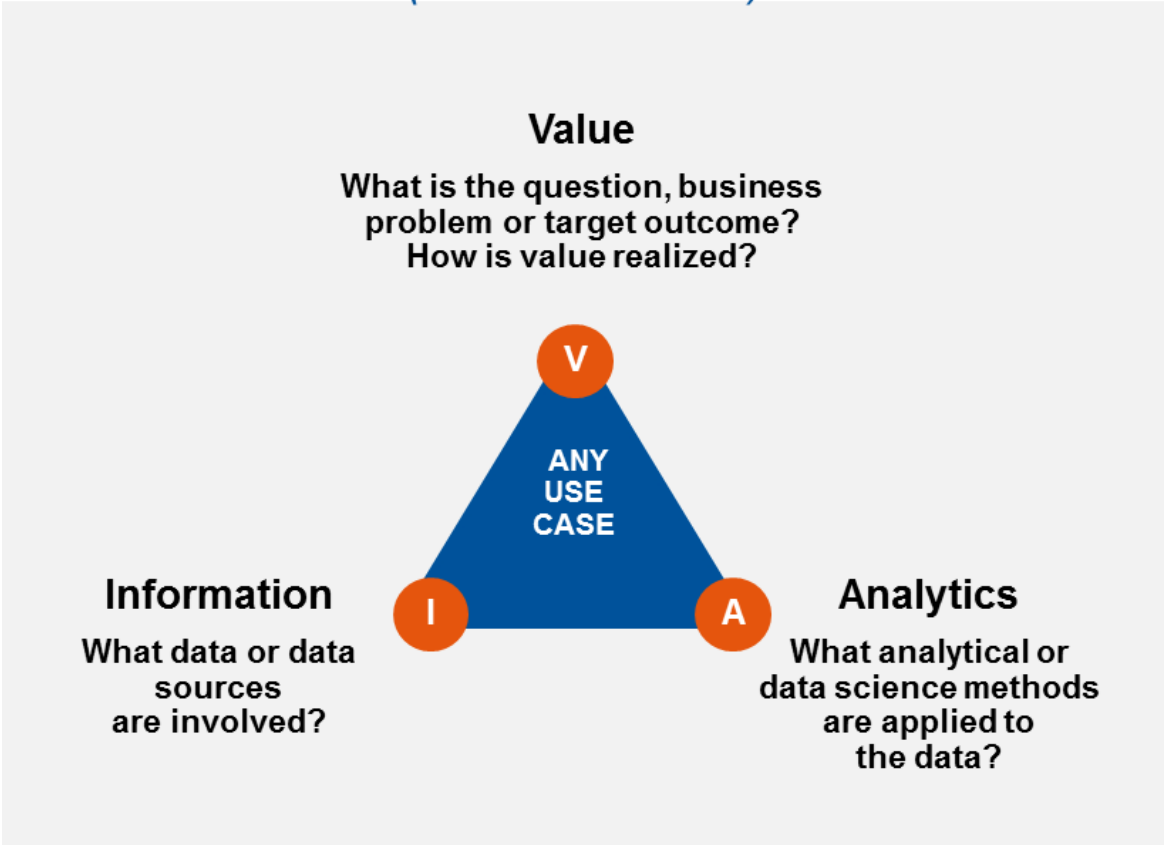 Value
What is the question, business
problem or target outcome?
How is value realized?
V
ANY
USE
CASE
Information
I
A
Analytics
What data or data
sources
are involved?
What analytical or
data science methods
are applied to
the data?